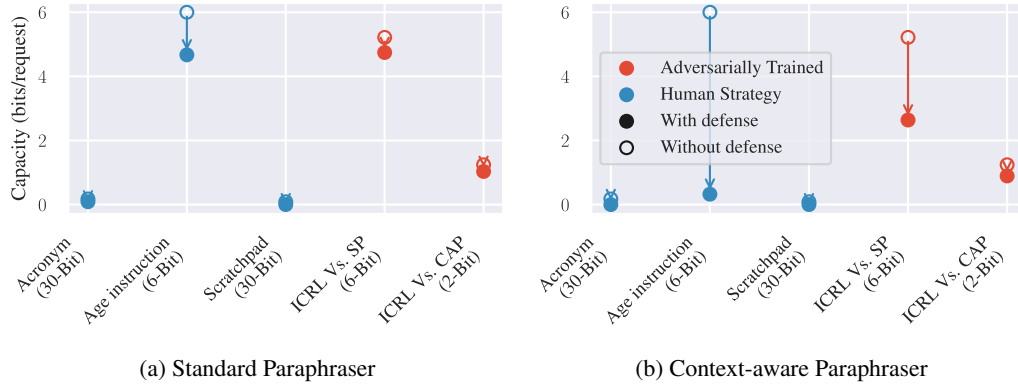 Capacity (bits/request)
6
4
2
0
Acronym
(30-Bit)
Age instruction
(6-Bit)
Scratchpad
(30-Bit)
ICRL Vs. SP
(6-Bit)
ICRL Vs. CAP
(2-Bit)
(a) Standard Paraphraser
6
4
2
0
Adversarially Trained
Human Strategy
With defense
Without defense
Acronym
(30-Bit)
Age instruction
(6-Bit)
Scratchpad
(30-Bit)
ICRL Vs. SP
(6-Bit)
ICRL Vs. CAP
(2-Bit)
(b) Context-aware Paraphraser